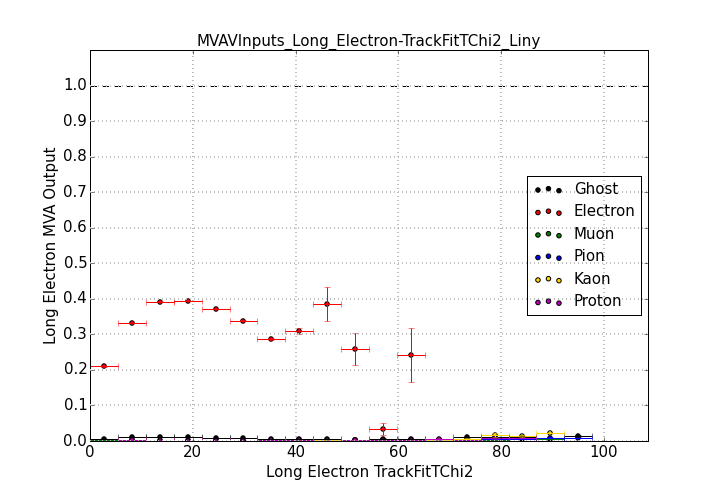 MVAVInputs_Long_Electron-TrackFitTChi2_Liny
1.0
0.9
0.8
0.7
0.6
0.5
0.4
0.3
0.2
0.1
0.0
Long Electron MVA Output
Ghost
Electron
Muon
Pion
Kaon
Proton
0 20 40 60 80 100
Long Electron TrackFitTChi2